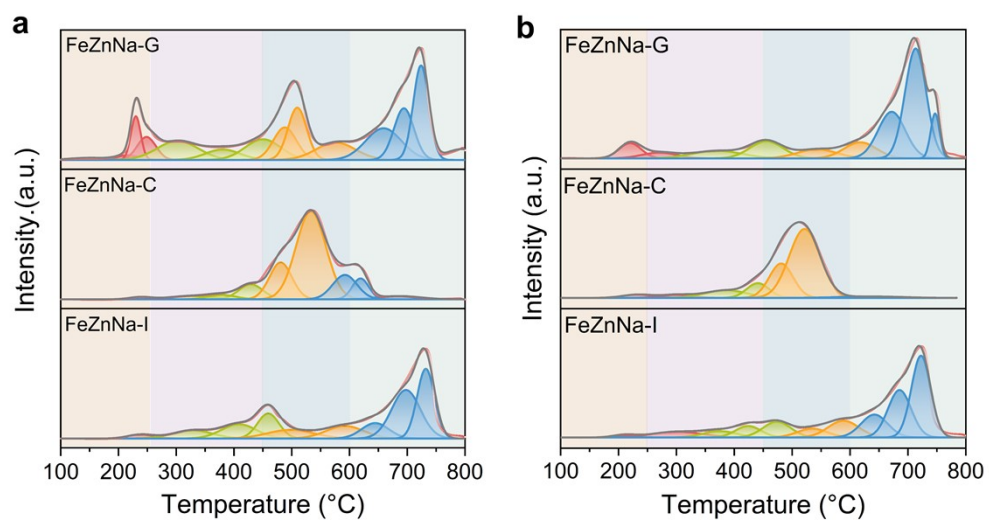 a
FeZnNa-G
FeZnNa-C
FeZnNa-I
Intensity.(a.u.)
100 200 300 400 500 600 700 800
Temperature (°C)
b
FeZnNa-G
FeZnNa-C
FeZnNa-I
Intensity (a.u.)
100 200 300 400 500 600 700 800
Temperature (°C)